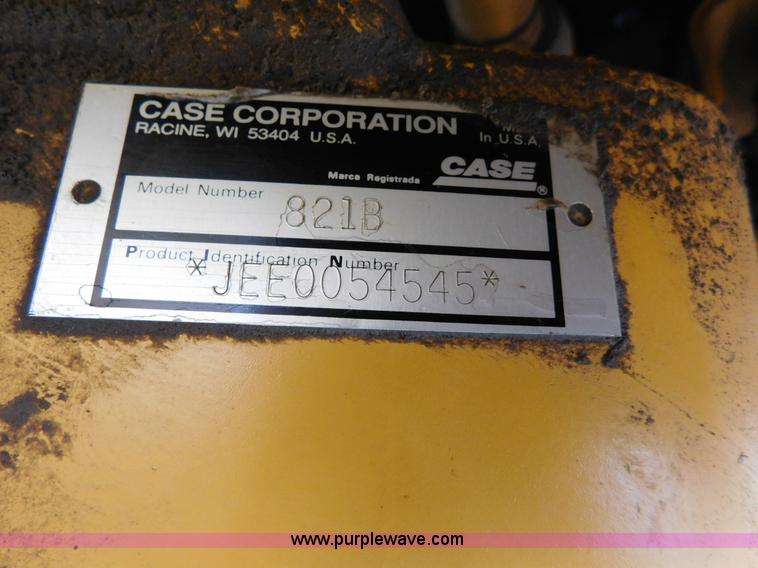 CASE CORPORATION
RACINE, WI 53404 U.S.A.
In U.S.A.
Marca Registrada
CASE®
Model Number
821B
Product Identification Number
*JEE0054545*
www.purplewave.com